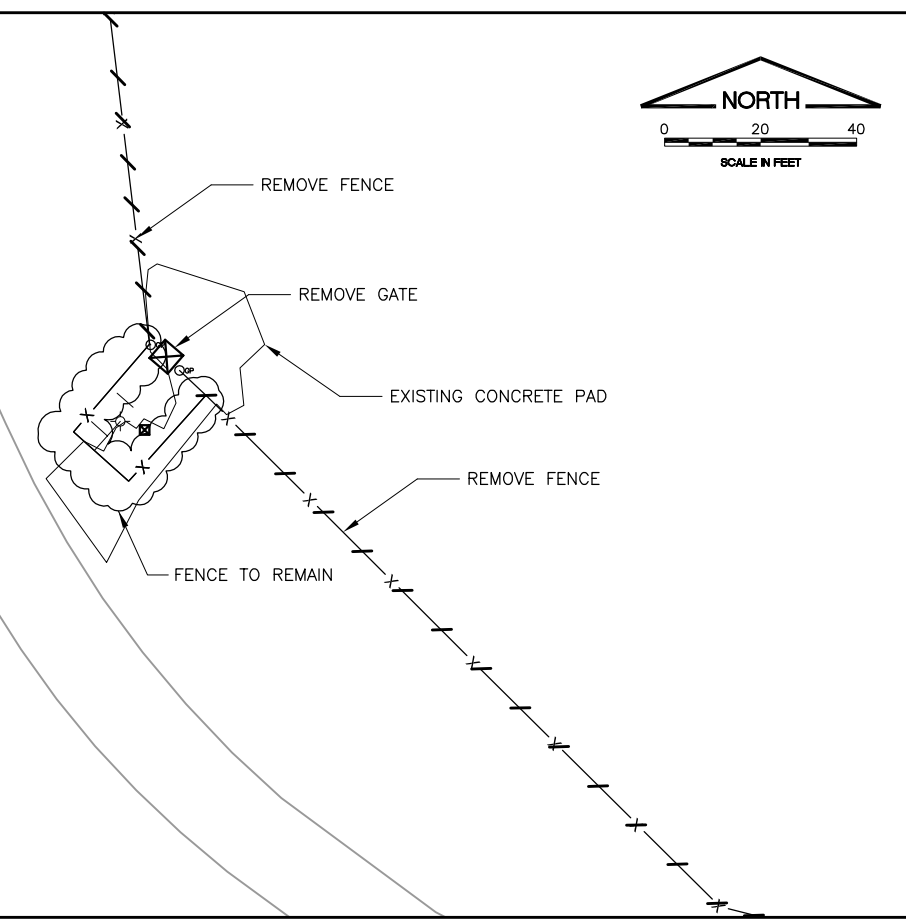 NORTH
0 20 40
SCALE IN FEET
REMOVE FENCE
REMOVE GATE
GP
EXISTING CONCRETE PAD
REMOVE FENCE
FENCE TO REMAIN